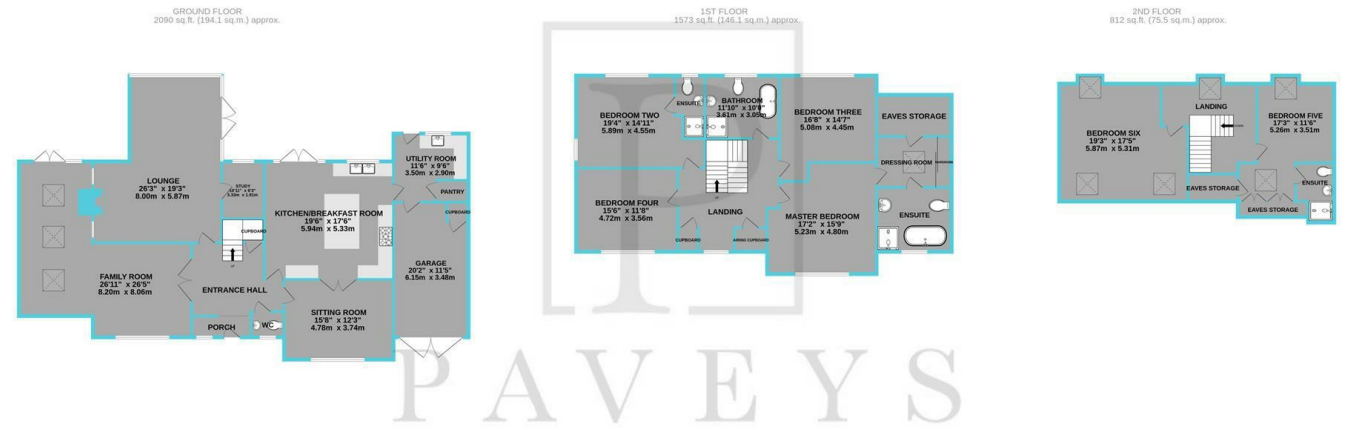 GROUND FLOOR
2090 sq.ft. (194.1 sq.m.) approx.
LOUNGE
26'3" x 19'3"
8.00m x 5.87m
STUDY
CUPBOARD
UP
FAMILY ROOM
26'11" x 26'5"
8.20m x 8.06m
ENTRANCE HALL
PORCH
WC
KITCHEN/BREAKFAST ROOM
19'6" x 17'6"
5.94m x 5.33m
SITTING ROOM
15'8" x 12'3"
4.78m x 3.74m
UTILITY ROOM
11'6" x 9'6"
3.50m x 2.90m
PANTRY
CUPBOARD
GARAGE
20'2" x 11'5"
6.15m x 3.48m
1ST FLOOR
1573 sq.ft. (146.1 sq.m.) approx.
BEDROOM TWO
19'4" x 14'11"
5.89m x 4.55m
ENSUITE
BATHROOM
11'10" x 10'0"
3.61m x 3.05m
BEDROOM THREE
16'8" x 14'7"
5.08m x 4.45m
EAVES STORAGE
DRESSING ROOM
WARDROBE
BEDROOM FOUR
15'6" x 11'8"
4.72m x 3.56m
LANDING
CUPBOARD
AIRING CUPBOARD
MASTER BEDROOM
17'2" x 15'9"
5.23m x 4.80m
ENSUITE
2ND FLOOR
812 sq.ft. (75.5 sq.m.) approx.
BEDROOM SIX
19'3" x 17'5"
5.87m x 5.31m
LANDING
DOWN
BEDROOM FIVE
17'3" x 11'6"
5.26m x 3.51m
EAVES STORAGE
ENSUITE
EAVES STORAGE
P
PAVEYS